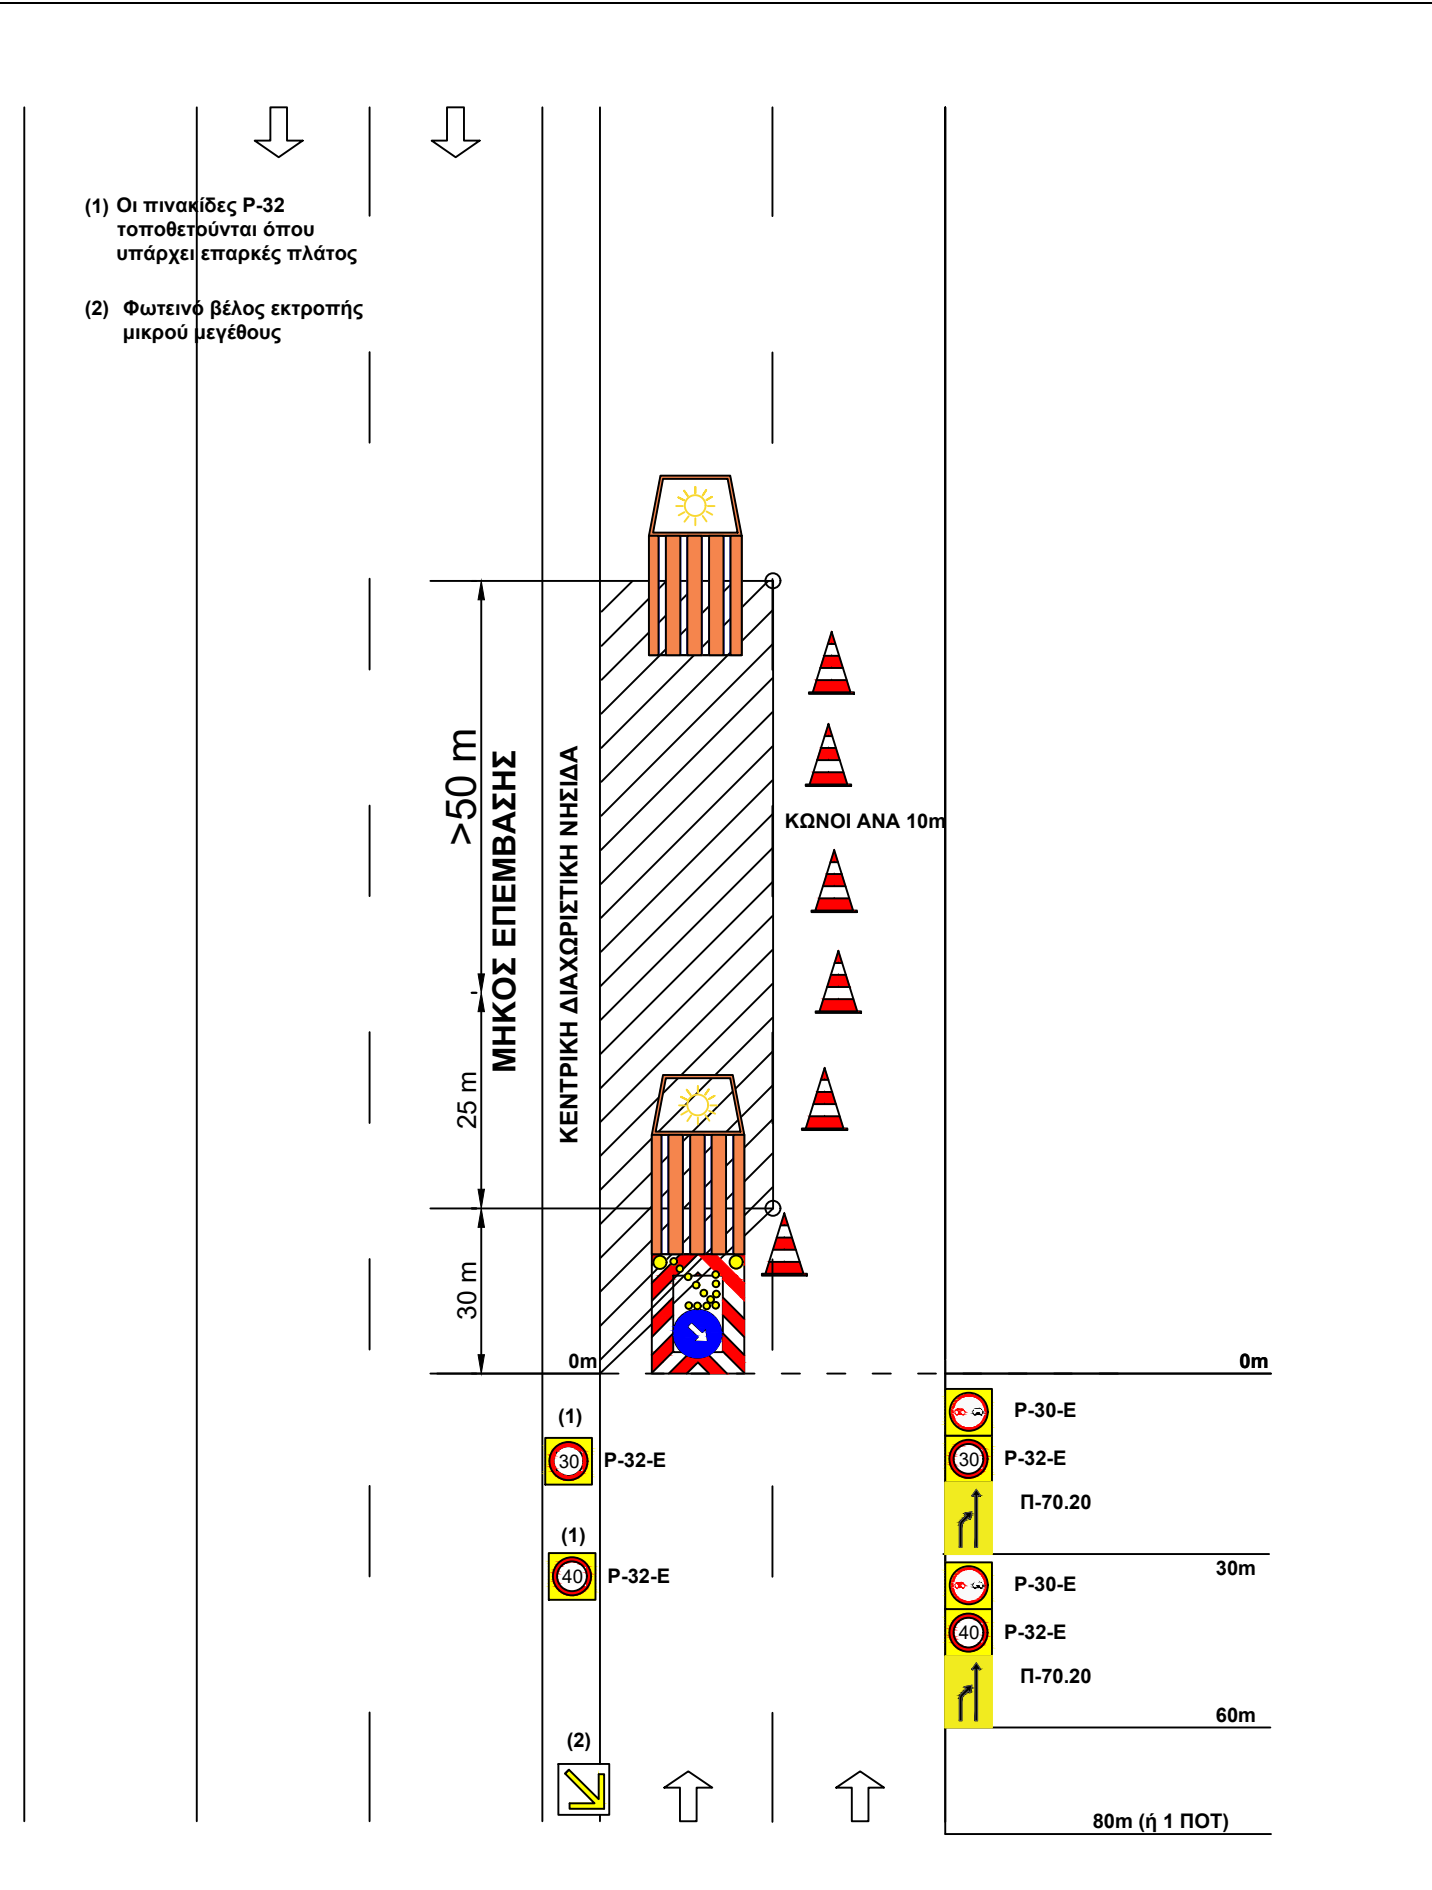 (1) Οι πινακίδες Ρ-32
τοποθετούνται όπου
υπάρχει επαρκές πλάτος
(2) Φωτεινό βέλος εκτροπής
μικρού μεγέθους
>50 m
ΜΗΚΟΣ ΕΠΕΜΒΑΣΗΣ
ΚΕΝΤΡΙΚΗ ΔΙΑΧΩΡΙΣΤΙΚΗ ΝΗΣΙΔΑ
ΚΩΝΟΙ ΑΝΑ 10m
25 m
30 m
0m
0m
(1)
30
Ρ-32-Ε
(1)
40
Ρ-32-Ε
(2)
Ρ-30-Ε
30
Ρ-32-Ε
Π-70.20
30m
Ρ-30-Ε
40
Ρ-32-Ε
Π-70.20
60m
80m (ή 1 ΠΟΤ)